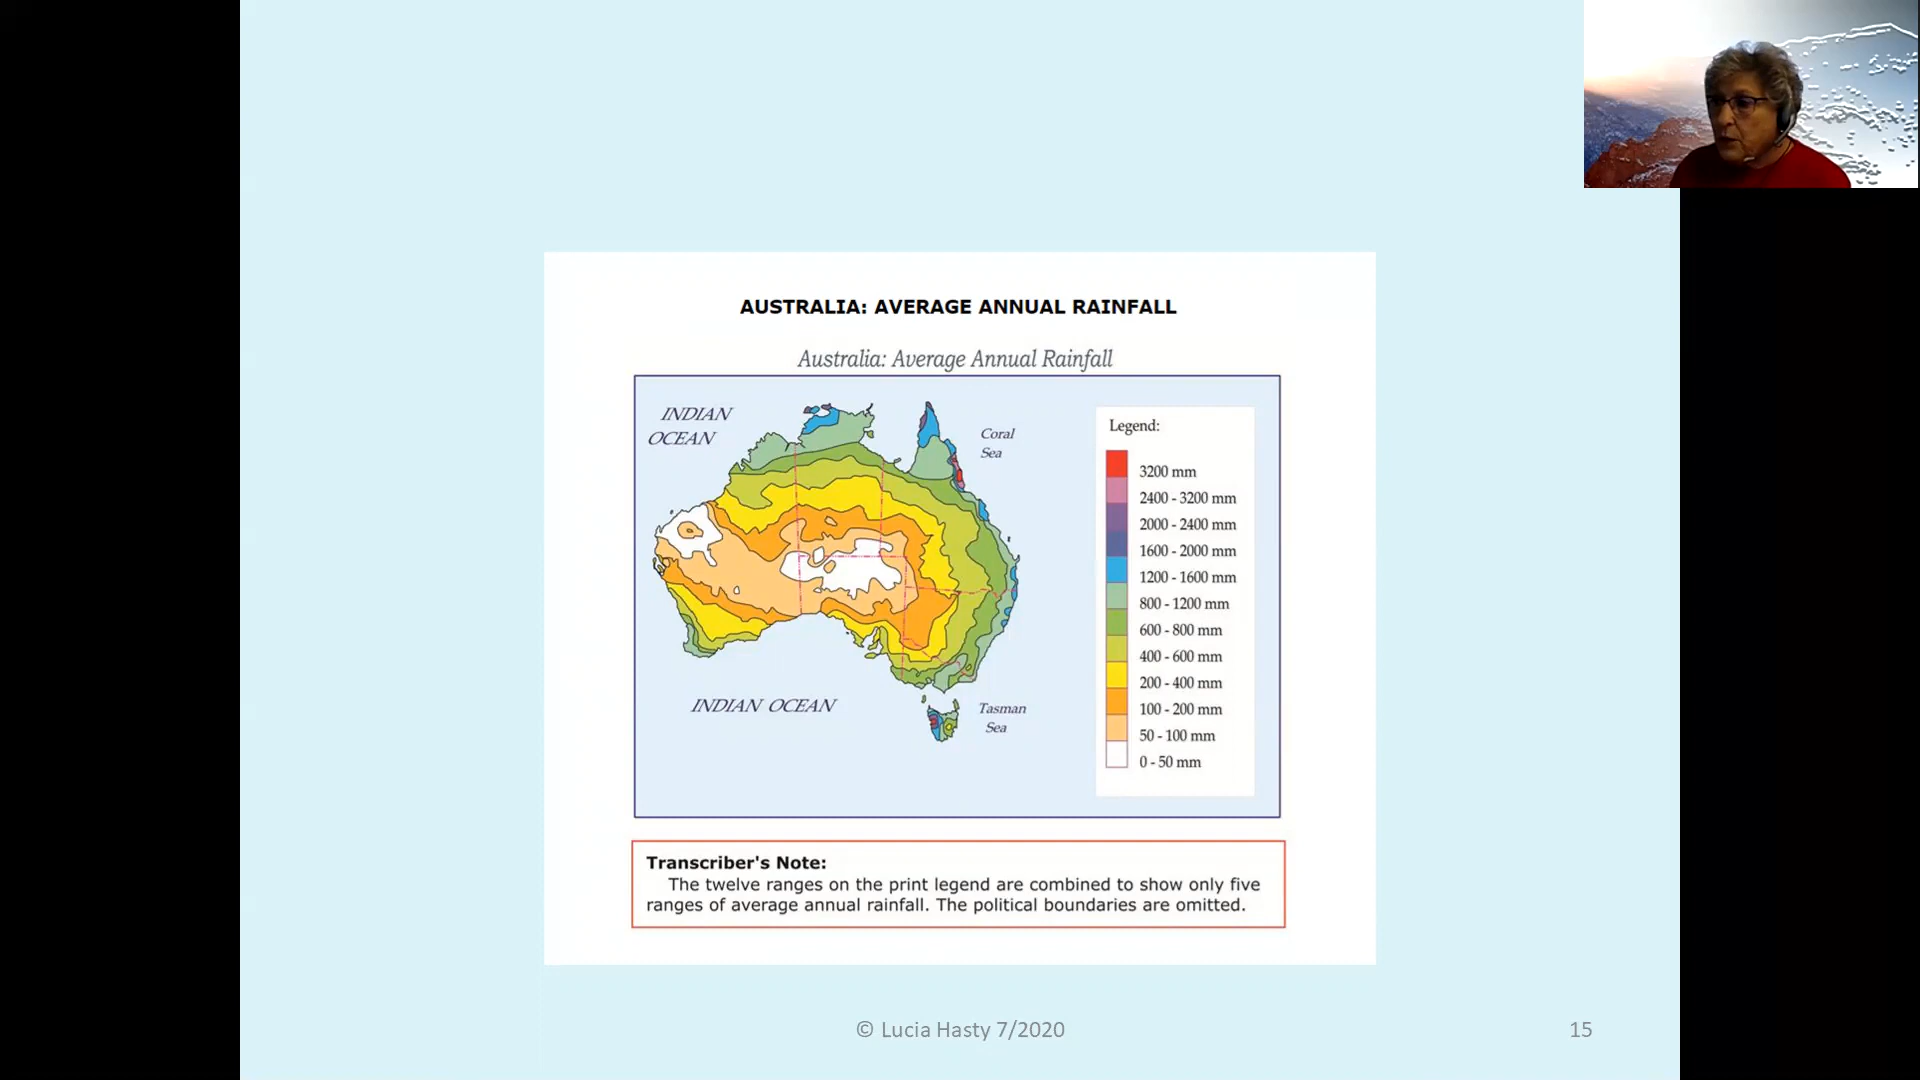 AUSTRALIA: AVERAGE ANNUAL RAINFALL
Australia: Average Annual Rainfall
INDIAN
OCEAN
Coral
Sea
INDIAN OCEAN
Tasman
Sea
Legend:
3200 mm
2400 - 3200 mm
2000 - 2400 mm
1600 - 2000 mm
1200 - 1600 mm
800 - 1200 mm
600 - 800 mm
400 - 600 mm
200 - 400 mm
100 - 200 mm
50 - 100 mm
0 - 50 mm
Transcriber's Note:
The twelve ranges on the print legend are combined to show only five
ranges of average annual rainfall. The political boundaries are omitted.
© Lucia Hasty 7/2020
15